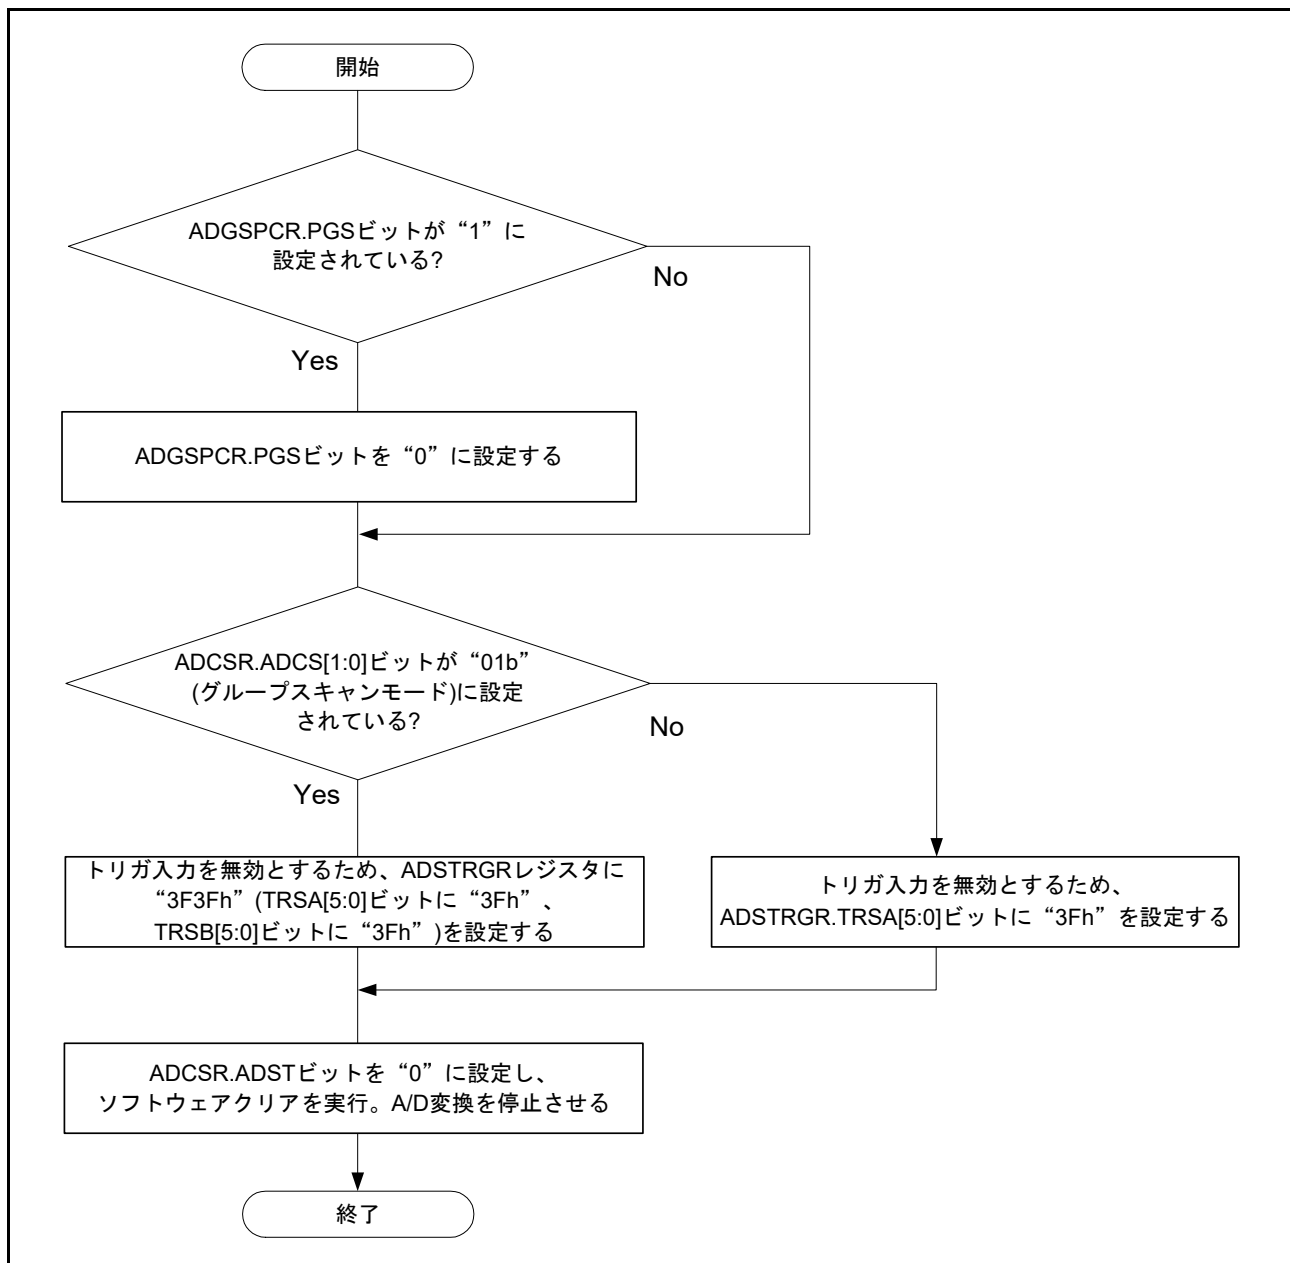 開始
ADGSPCR.PGSビットが“1”に
設定されている?
No
Yes
ADGSPCR.PGSビットを“0”に設定する
ADCSR.ADCS[1:0]ビットが“01b”
(グループスキャンモード)に設定
されている?
No
Yes
トリガ入力を無効とするため、ADSTRGRレジスタに
“3F3Fh”(TRSA[5:0]ビットに“3Fh”、
TRSB[5:0]ビットに“3Fh”)を設定する
トリガ入力を無効とするため、
ADSTRGR.TRSA[5:0]ビットに“3Fh”を設定する
ADCSR.ADSTビットを“0”に設定し、
ソフトウェアクリアを実行。A/D変換を停止させる
終了